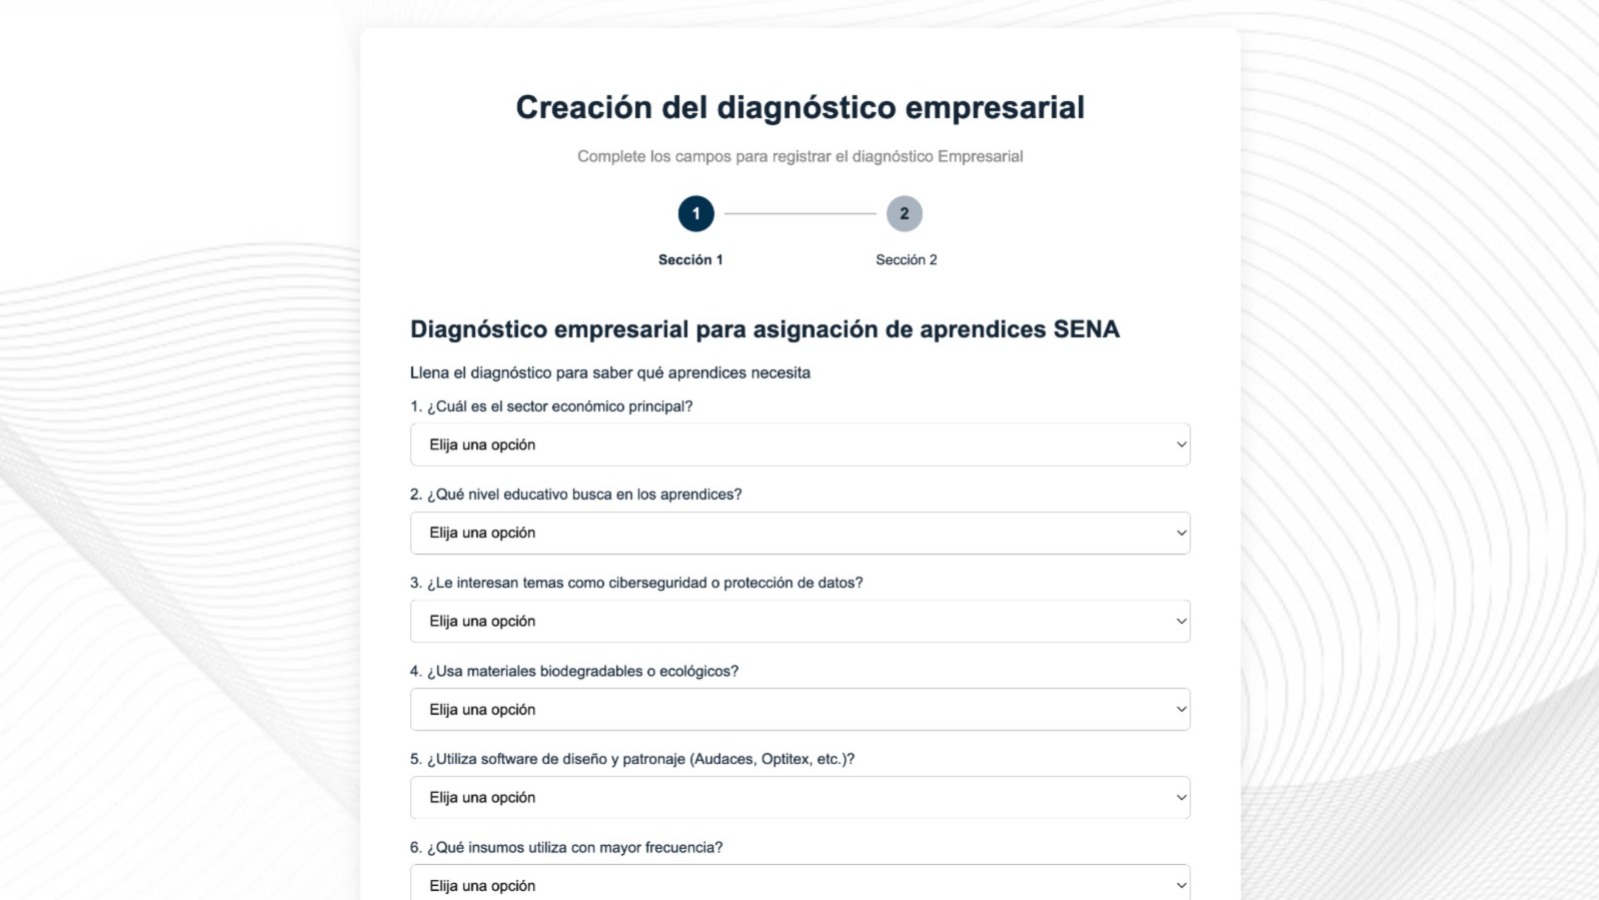 Creación del diagnóstico empresarial
Complete los campos para registrar el diagnóstico Empresarial
1
2
Sección 1
Sección 2
Diagnóstico empresarial para asignación de aprendices SENA
Llena el diagnóstico para saber qué aprendices necesita
1. ¿Cuál es el sector económico principal?
Elija una opción
2. ¿Qué nivel educativo busca en los aprendices?
Elija una opción
3. ¿Le interesan temas como ciberseguridad o protección de datos?
Elija una opción
4. ¿Usa materiales biodegradables o ecológicos?
Elija una opción
5. ¿Utiliza software de diseño y patronaje (Audaces, Optitex, etc.)?
Elija una opción
6. ¿Qué insumos utiliza con mayor frecuencia?
Elija una opción